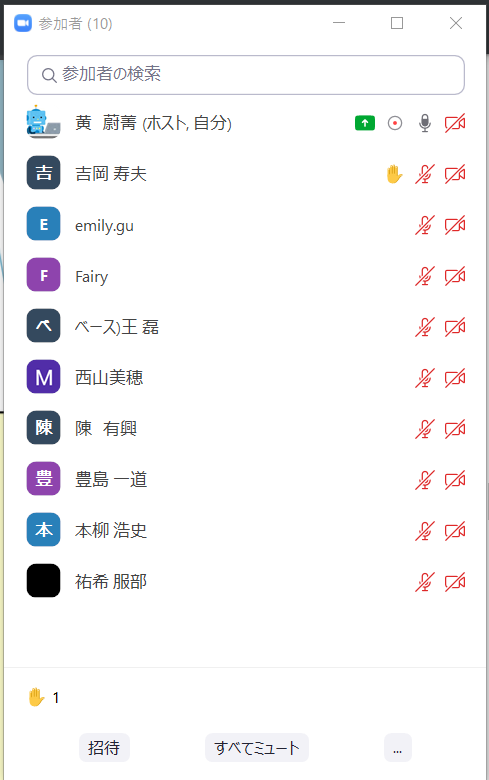 参加者 (10)
参加者の検索
黄　蔚菁 (ホスト, 自分)
吉 吉岡 寿夫
E emily.gu
F Fairy
ベ ベース)王 磊
M 西山美穂
陳 陳　有興
豊 豊島 一道
本 本柳 浩史
祐希 服部
1
招待 すべてミュート ...